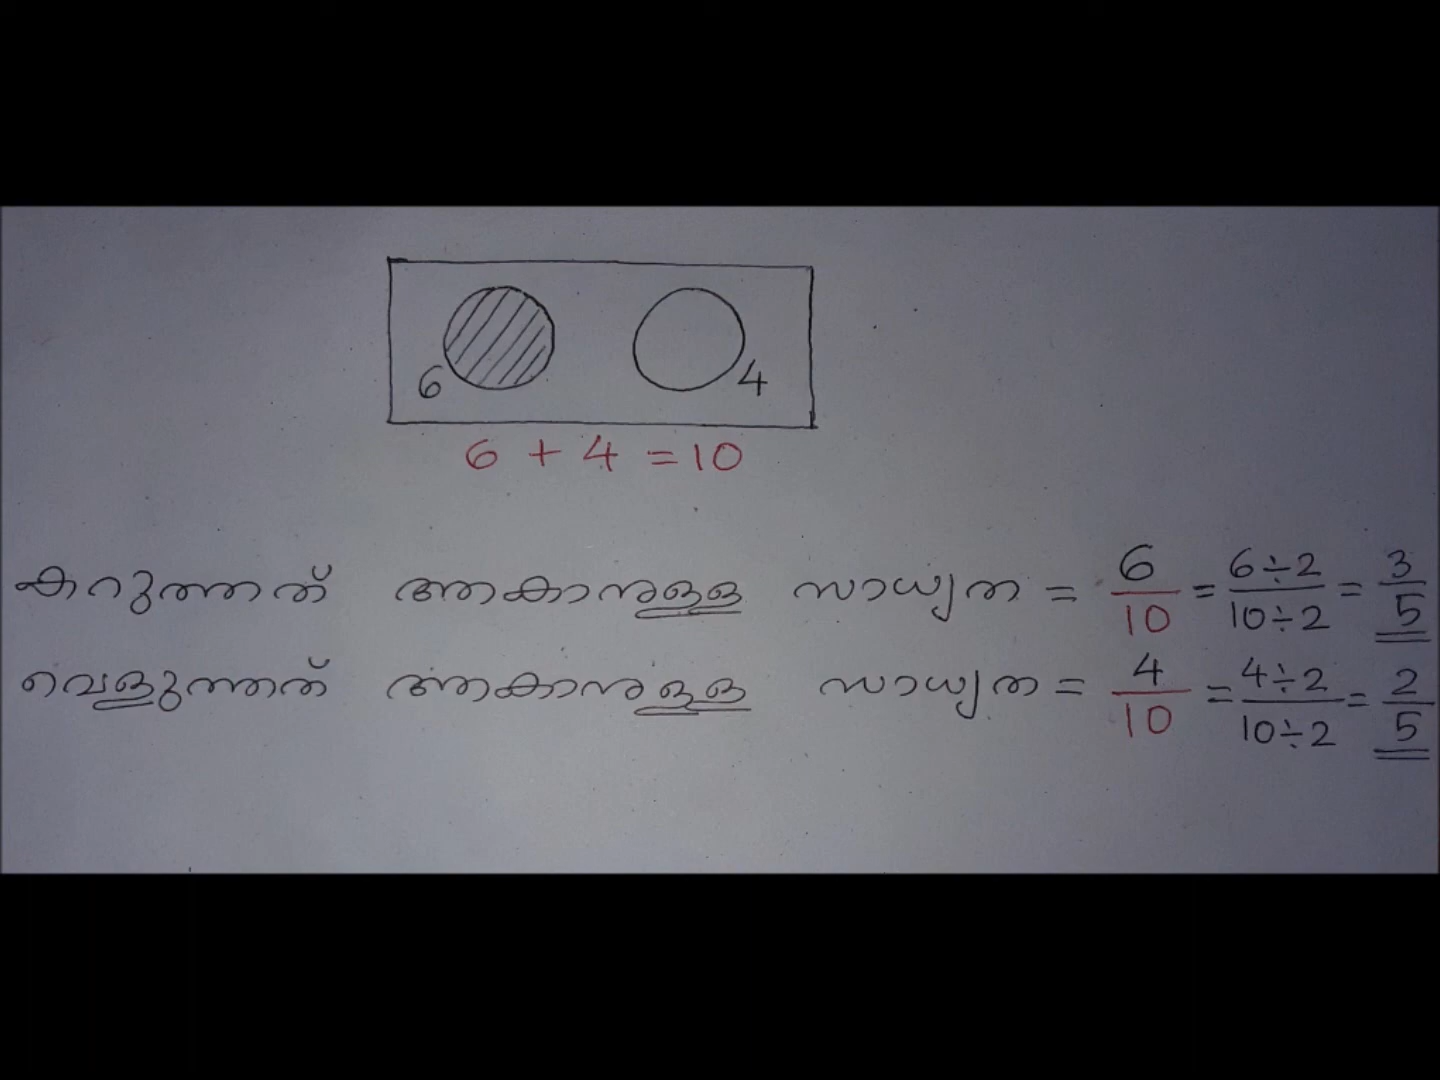 6 4
6 + 4 = 10
കറുത്തത് ആകാനുള്ള സാധ്യത = 6/10 = 6÷2/10÷2 = 3/5
വെളുത്തത് ആകാനുള്ള സാധ്യത = 4/10 = 4÷2/10÷2 = 2/5